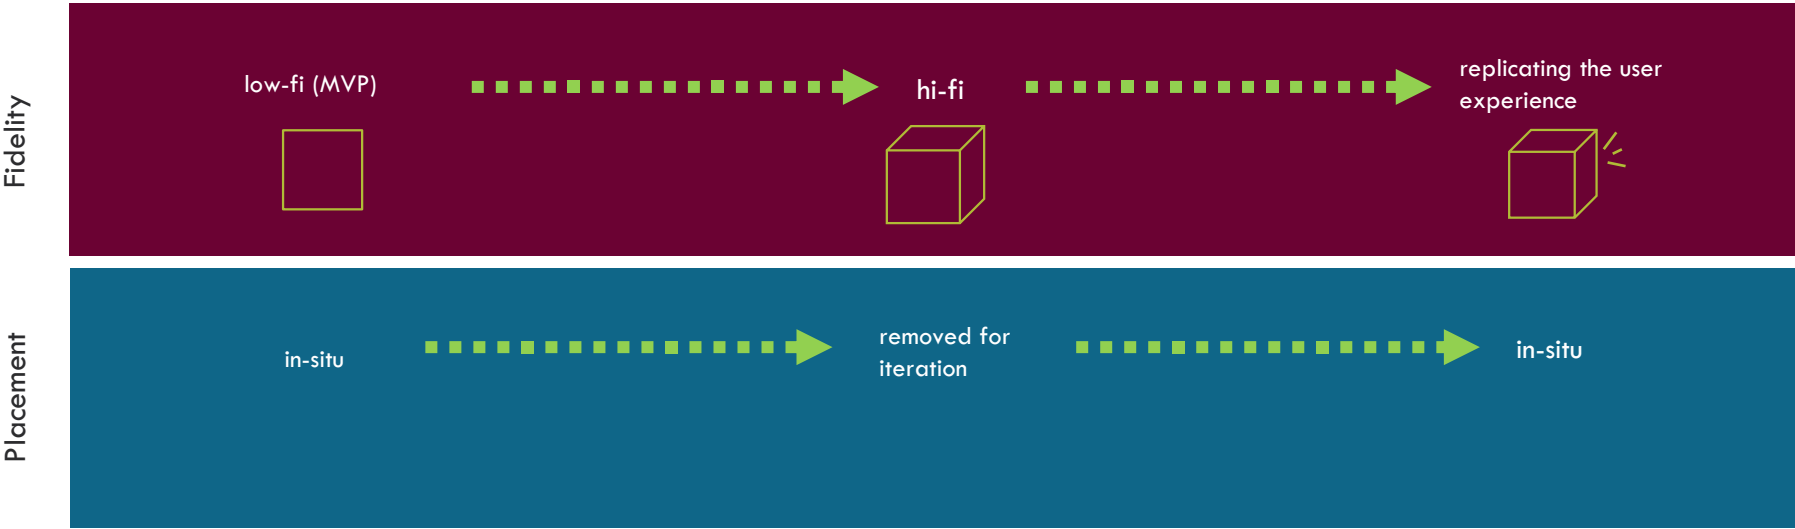 Fidelity
low-fi (MVP)
hi-fi
replicating the user
experience
Placement
in-situ
removed for
iteration
in-situ